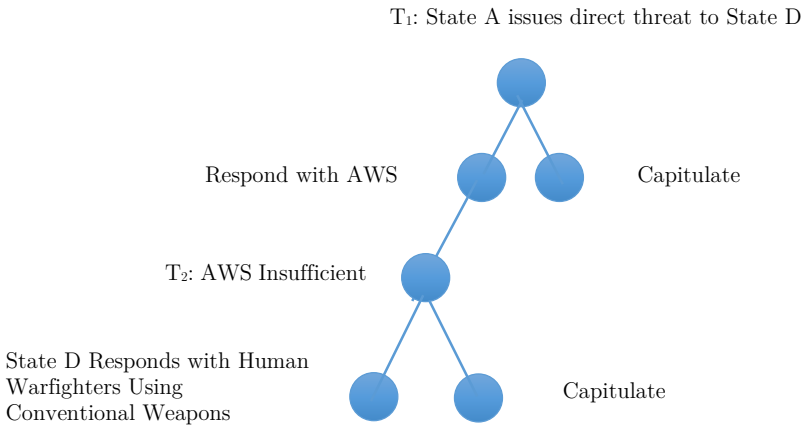 T₁: State A issues direct threat to State D
Respond with AWS
Capitulate
T₂: AWS Insufficient
State D Responds with Human
Warfighters Using
Conventional Weapons
Capitulate